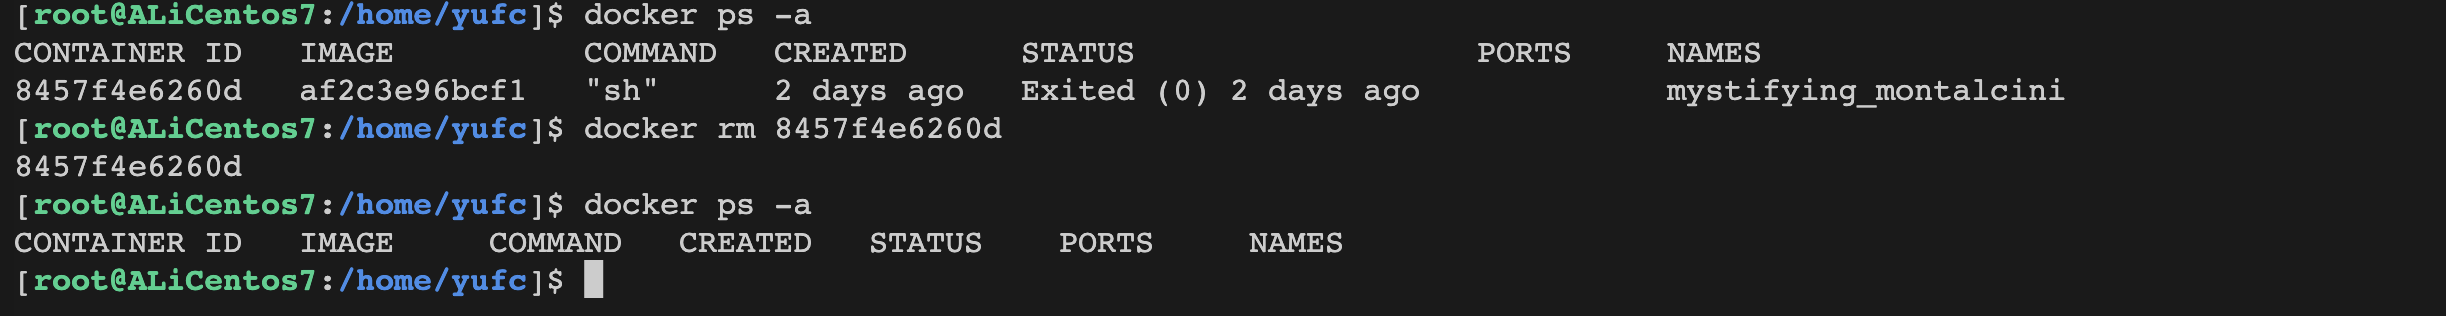 [root@ALiCentos7:/home/yufc]$ docker ps -a
CONTAINER ID   IMAGE          COMMAND   CREATED      STATUS                  PORTS     NAMES
8457f4e6260d   af2c3e96bcf1   "sh"      2 days ago   Exited (0) 2 days ago             mystifying_montalcini
[root@ALiCentos7:/home/yufc]$ docker rm 8457f4e6260d
8457f4e6260d
[root@ALiCentos7:/home/yufc]$ docker ps -a
CONTAINER ID   IMAGE     COMMAND   CREATED   STATUS    PORTS     NAMES
[root@ALiCentos7:/home/yufc]$